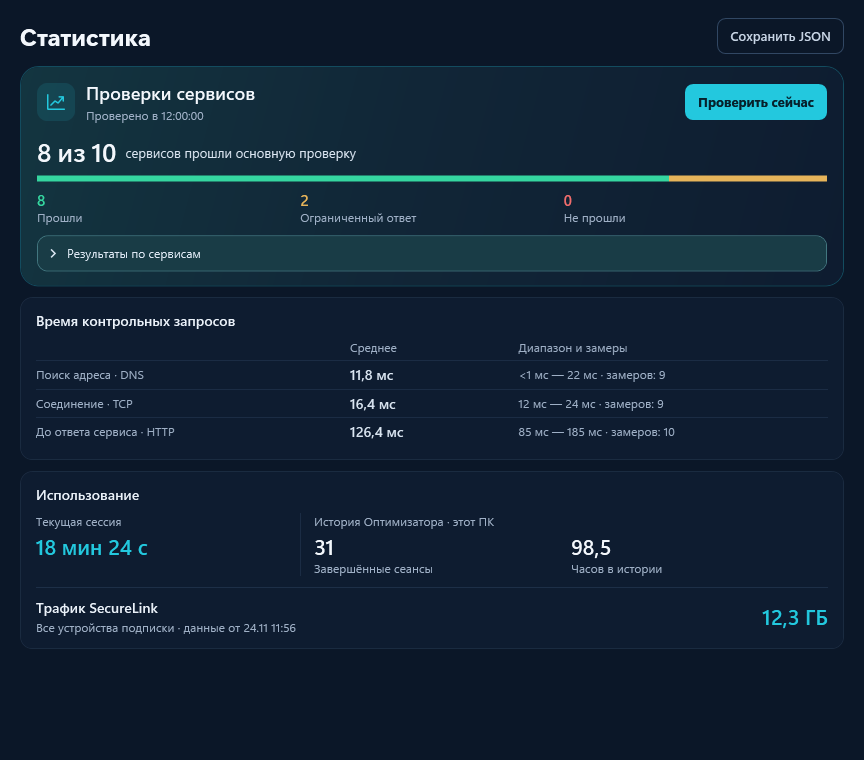 Статистика
Сохранить JSON
Проверки сервисов
Проверено в 12:00:00
Проверить сейчас
8 из 10 сервисов прошли основную проверку
8 2 0
Прошли Ограниченный ответ Не прошли
Результаты по сервисам
Время контрольных запросов
Среднее Диапазон и замеры
Поиск адреса · DNS 11,8 мс <1 мс — 22 мс · замеров: 9
Соединение · TCP 16,4 мс 12 мс — 24 мс · замеров: 9
До ответа сервиса · HTTP 126,4 мс 85 мс — 185 мс · замеров: 10
Использование
Текущая сессия История Оптимизатора · этот ПК
18 мин 24 с 31 98,5
Завершённые сеансы Часов в истории
Трафик SecureLink
Все устройства подписки · данные от 24.11 11:56
12,3 ГБ